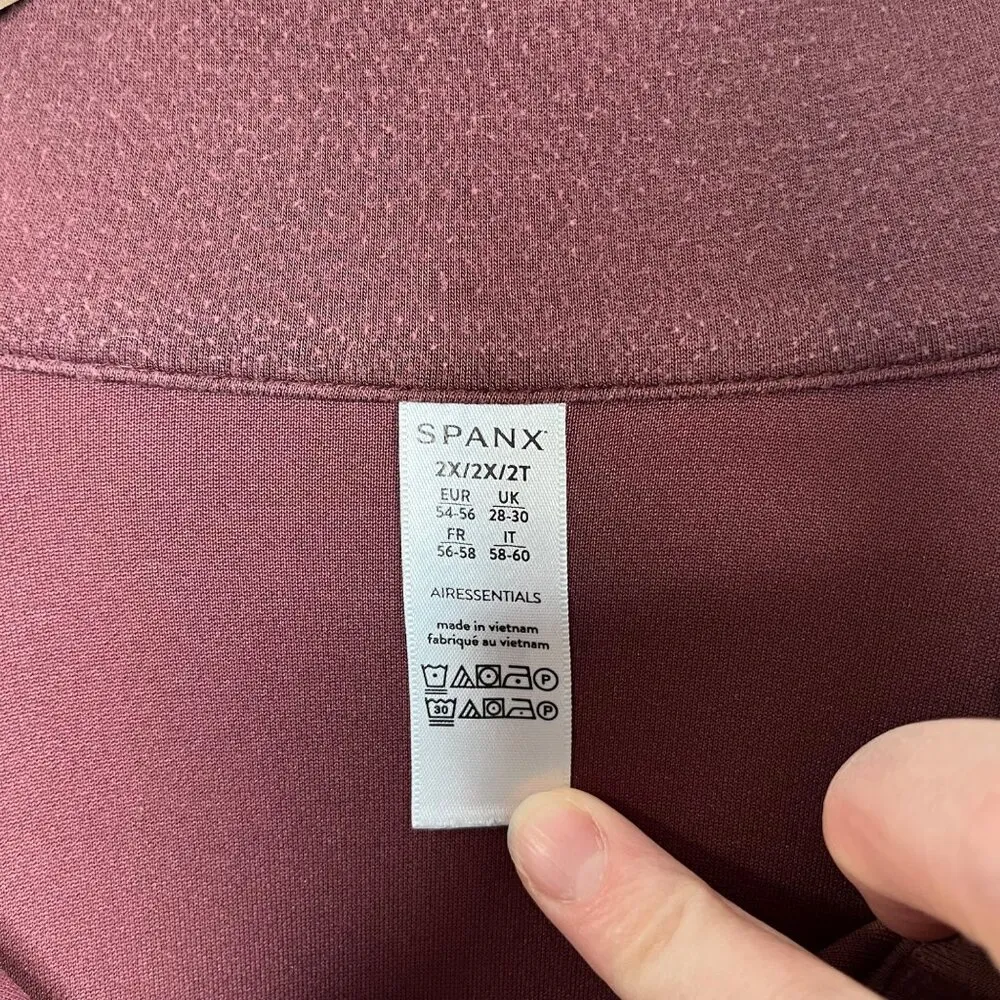 SPANX
2X/2X/2T
EUR UK
54-56 28-30
FR IT
56-58 58-60
AIRESSENTIALS
made in vietnam
fabriqué au vietnam
P
30 P